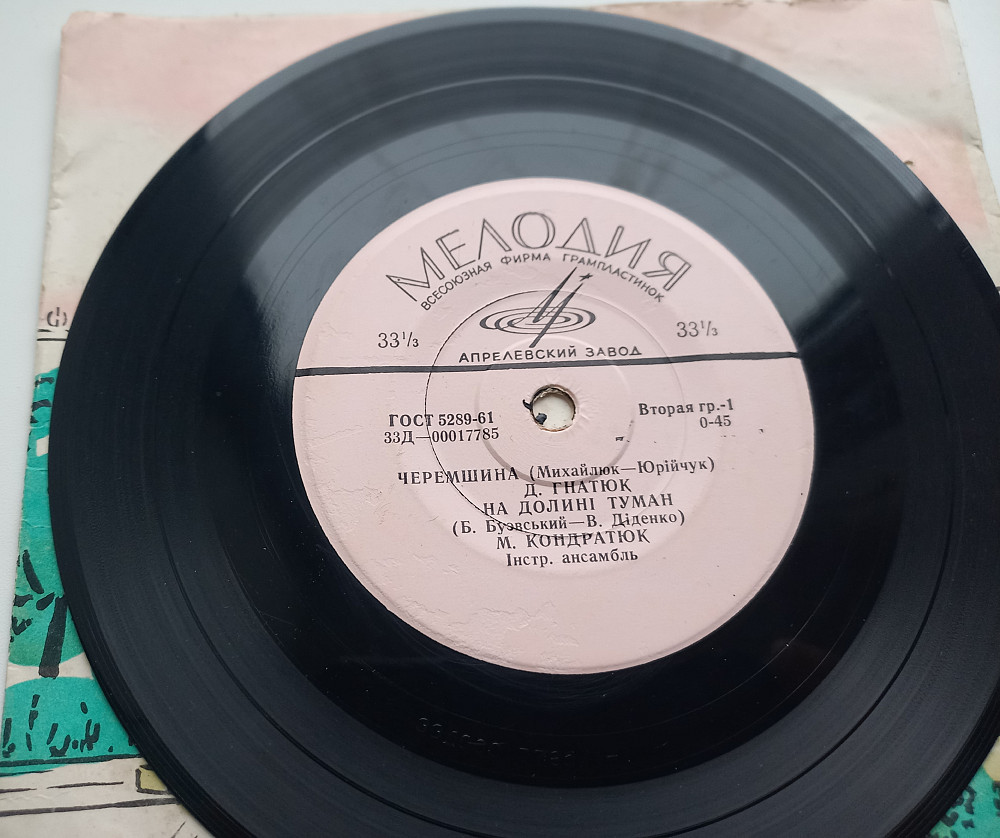 МЕЛОДИЯ
ВСЕСОЮЗНАЯ ФИРМА ГРАМПЛАСТИНОК
33⅓ 33⅓
АПРЕЛЕВСКИЙ ЗАВОД
ГОСТ 5289-61 Вторая гр.-1
33Д—00017785 0-45
ЧЕРЕМШИНА (Михайлюк—Юрійчук)
Д. ГНАТЮК
НА ДОЛИНІ ТУМАН
(Б. Буэвський—В. Діденко)
М. КОНДРАТЮК
Інстр. ансамбль